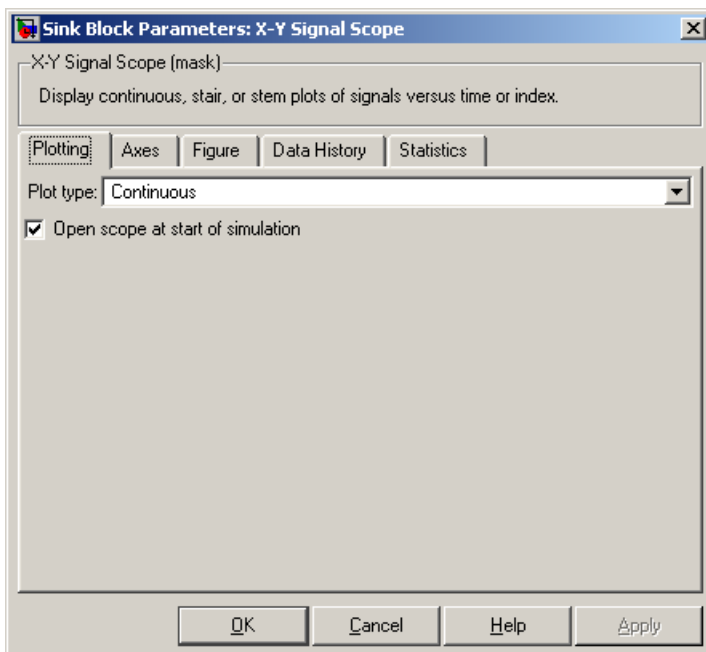 Sink Block Parameters: X-Y Signal Scope
X-Y Signal Scope (mask)
Display continuous, stair, or stem plots of signals versus time or index.
Plotting Axes Figure Data History Statistics
Plot type: Continuous
Open scope at start of simulation
OK Cancel Help Apply